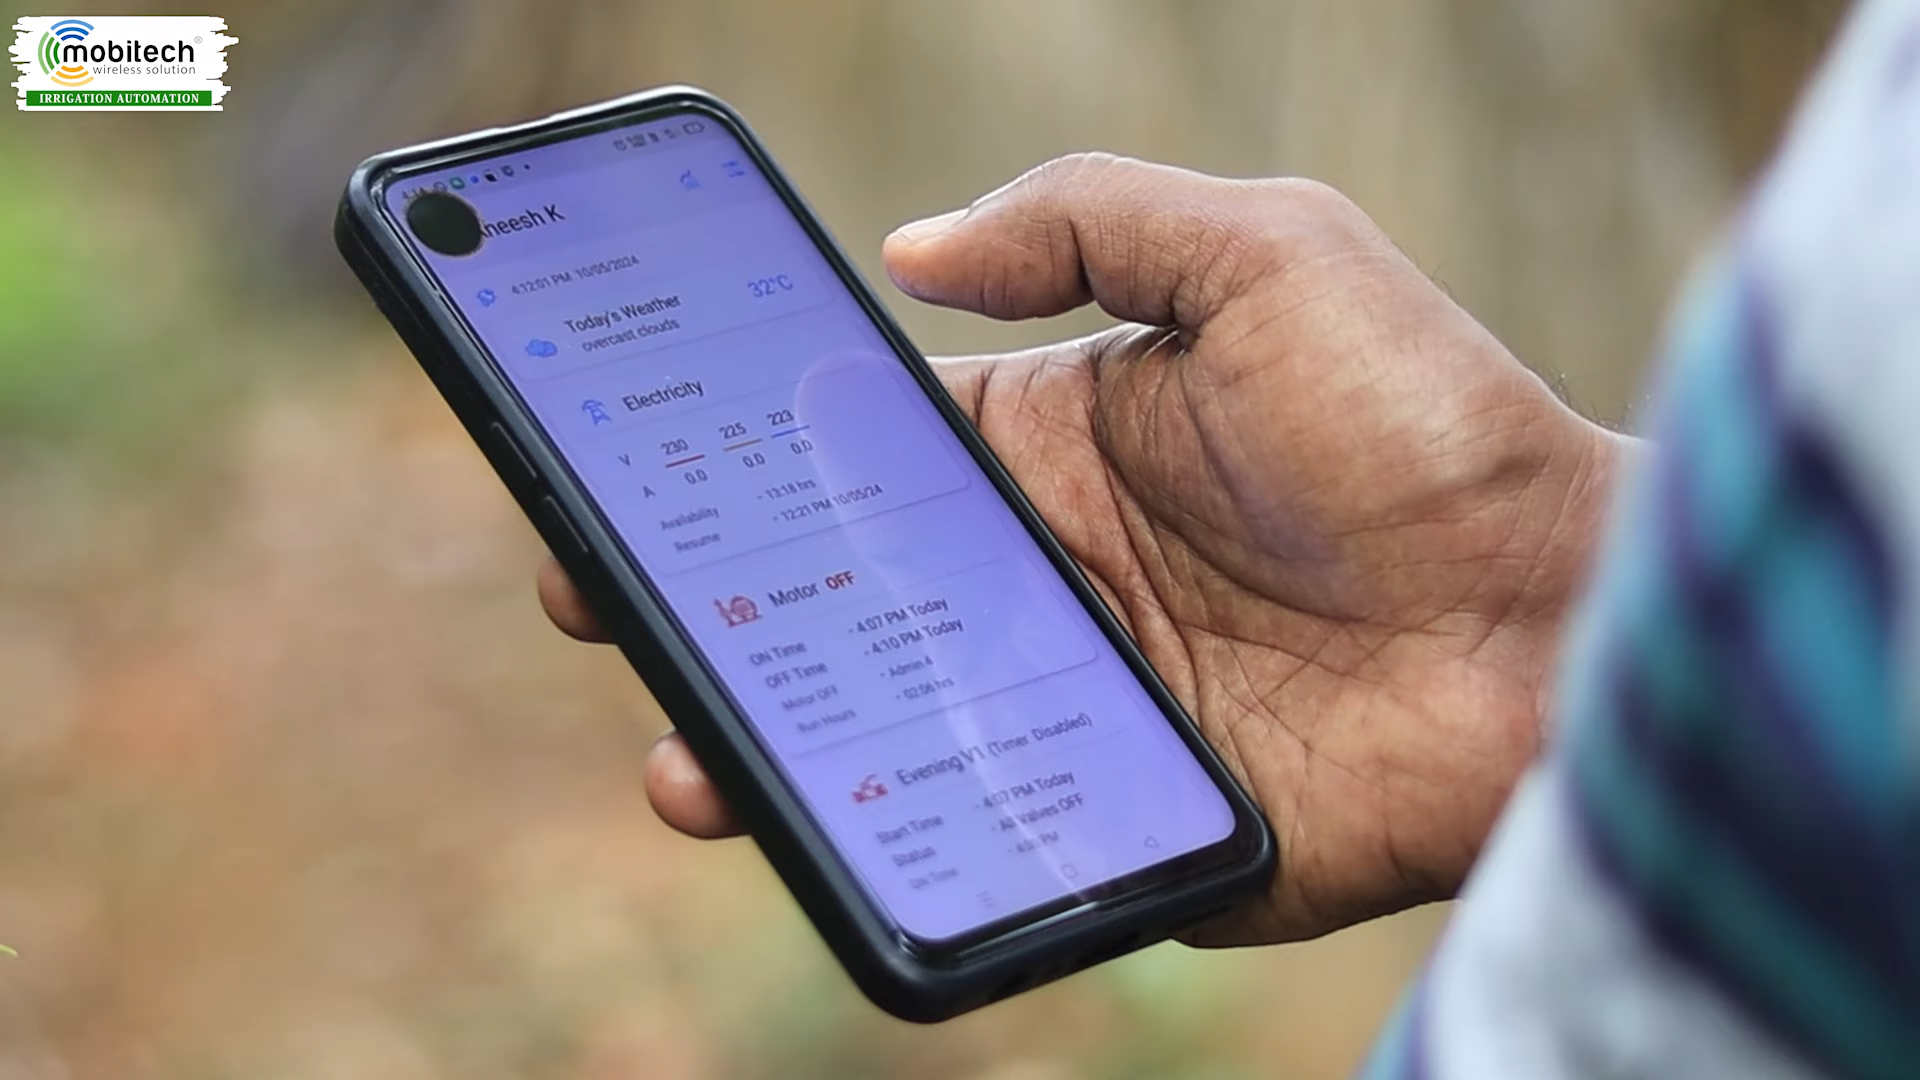 mobitech®
wireless solution
IRRIGATION AUTOMATION
neesh K
4:12:01 PM 10/05/2024
Today's Weather 32°C
overcast clouds
Electricity
V 230 225 223
A 0.0 0.0 0.0
Availability - 13:18 hrs
Resume - 12:21 PM 10/05/24
Motor OFF
ON Time - 4:07 PM Today
OFF Time - 4:10 PM Today
Motor OFF - Admin 4
Run Hours - 02:06 hrs
Evening V1 (Timer Disabled)
Start Time - 4:07 PM Today
Status - All Valves OFF
ON Time PM